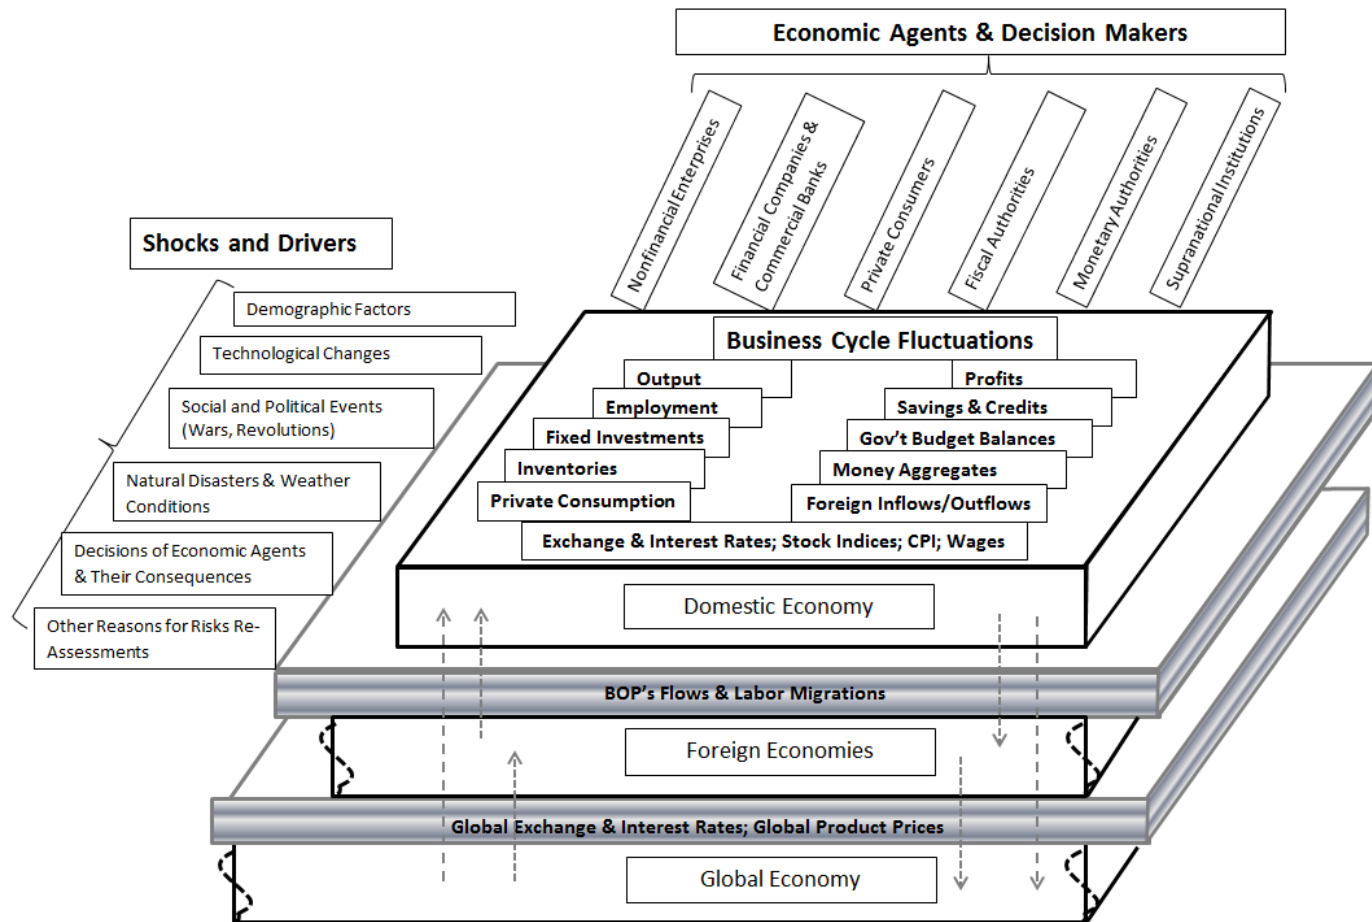 Economic Agents & Decision Makers
Nonfinancial Enterprises
Financial Companies &
Commercial Banks
Private Consumers
Fiscal Authorities
Monetary Authorities
Supranational Institutions
Shocks and Drivers
Demographic Factors
Technological Changes
Social and Political Events
(Wars, Revolutions)
Natural Disasters & Weather
Conditions
Decisions of Economic Agents
& Their Consequences
Other Reasons for Risks Re-
Assessments
Business Cycle Fluctuations
Output
Employment
Fixed Investments
Inventories
Private Consumption
Profits
Savings & Credits
Gov't Budget Balances
Money Aggregates
Foreign Inflows/Outflows
Exchange & Interest Rates; Stock Indices; CPI; Wages
Domestic Economy
BOP's Flows & Labor Migrations
Foreign Economies
Global Exchange & Interest Rates; Global Product Prices
Global Economy